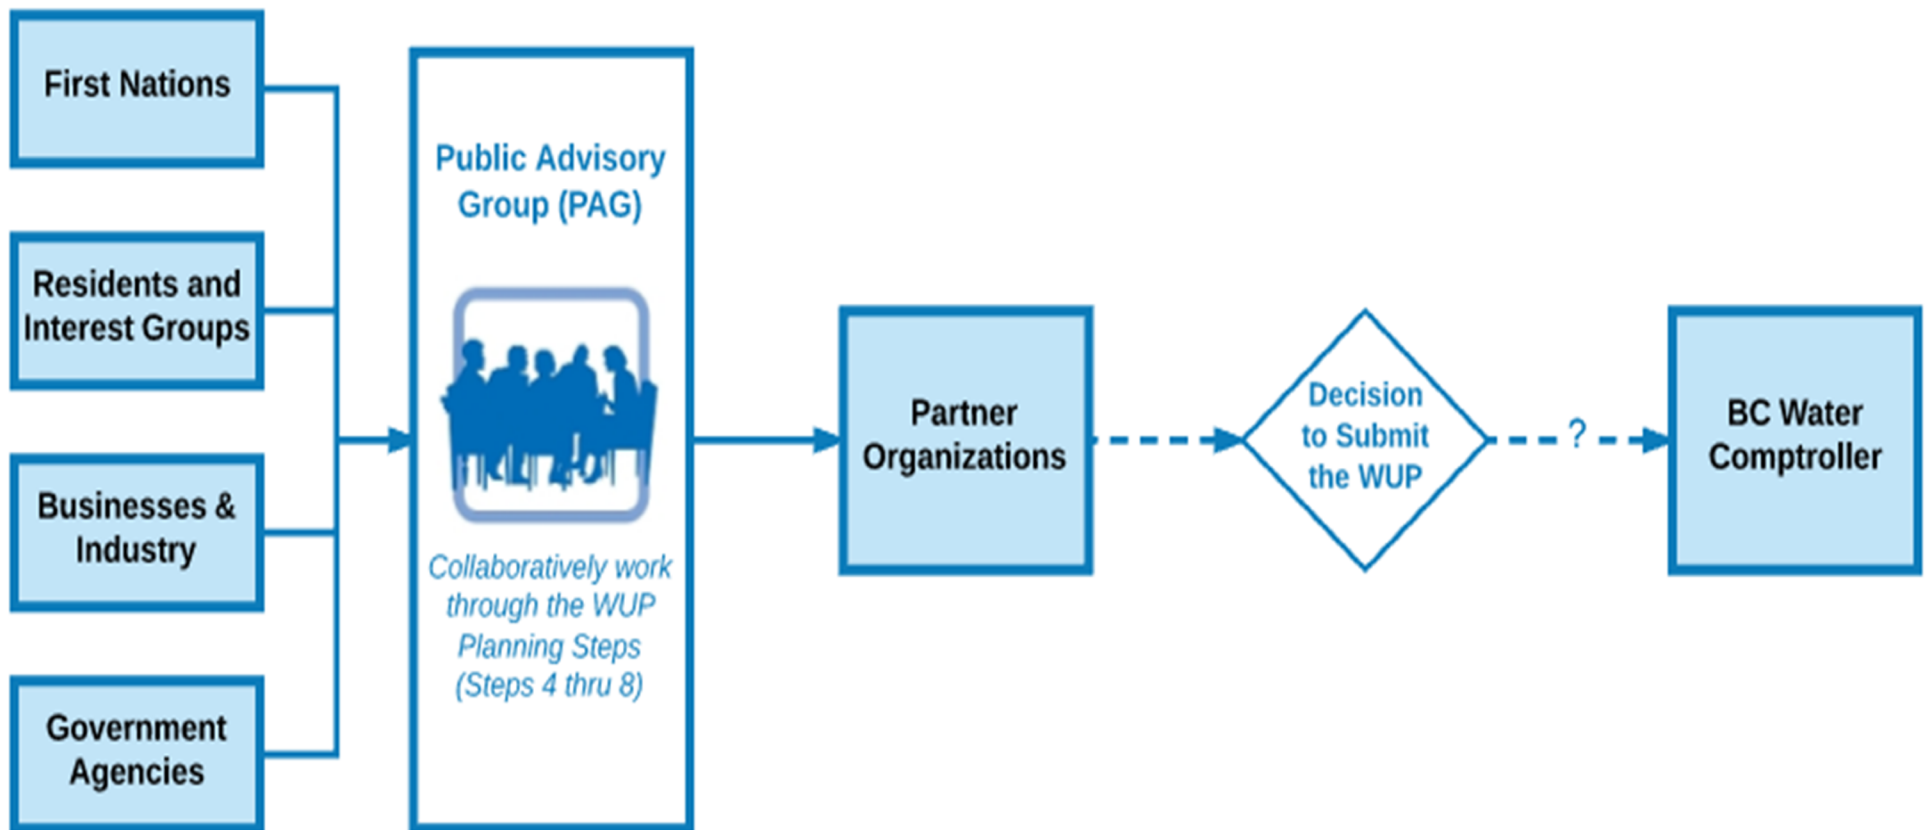 First Nations
Residents and
Interest Groups
Businesses &
Industry
Government
Agencies
Public Advisory
Group (PAG)
Collaboratively work
through the WUP
Planning Steps
(Steps 4 thru 8)
Partner
Organizations
Decision
to Submit
the WUP
?
BC Water
Comptroller